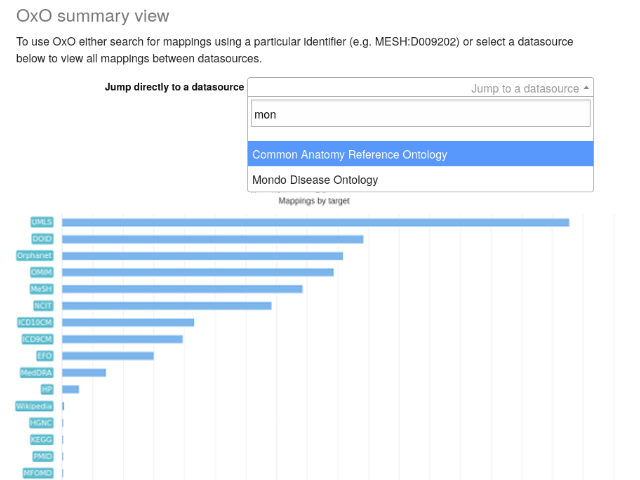 OxO summary view
To use OxO either search for mappings using a particular identifier (e.g. MESH:D009202) or select a datasource
below to view all mappings between datasources.
Jump directly to a datasource
Jump to a datasource
mon
Common Anatomy Reference Ontology
Mondo Disease Ontology
Mappings by target
UMLS
DOID
Orphanet
OMIM
MeSH
NCIT
ICD10CM
ICD9CM
EFO
MedDRA
HP
Wikipedia
HGNC
KEGG
PMID
MFOMD